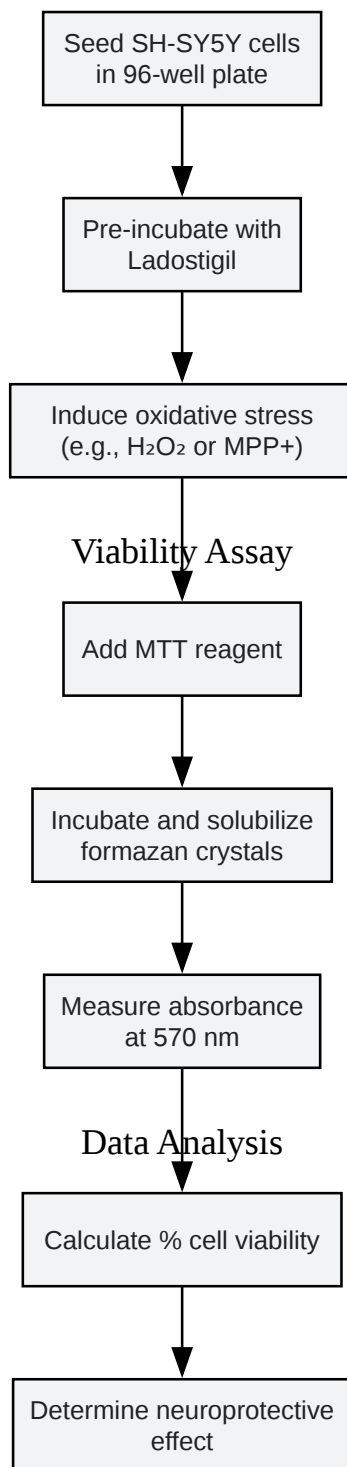 Seed SH-SY5Y cells
in 96-well plate
Pre-incubate with
Ladostigil
Induce oxidative stress
(e.g., H₂O₂ or MPP+)
Viability Assay
Add MTT reagent
Incubate and solubilize
formazan crystals
Measure absorbance
at 570 nm
Data Analysis
Calculate % cell viability
Determine neuroprotective
effect